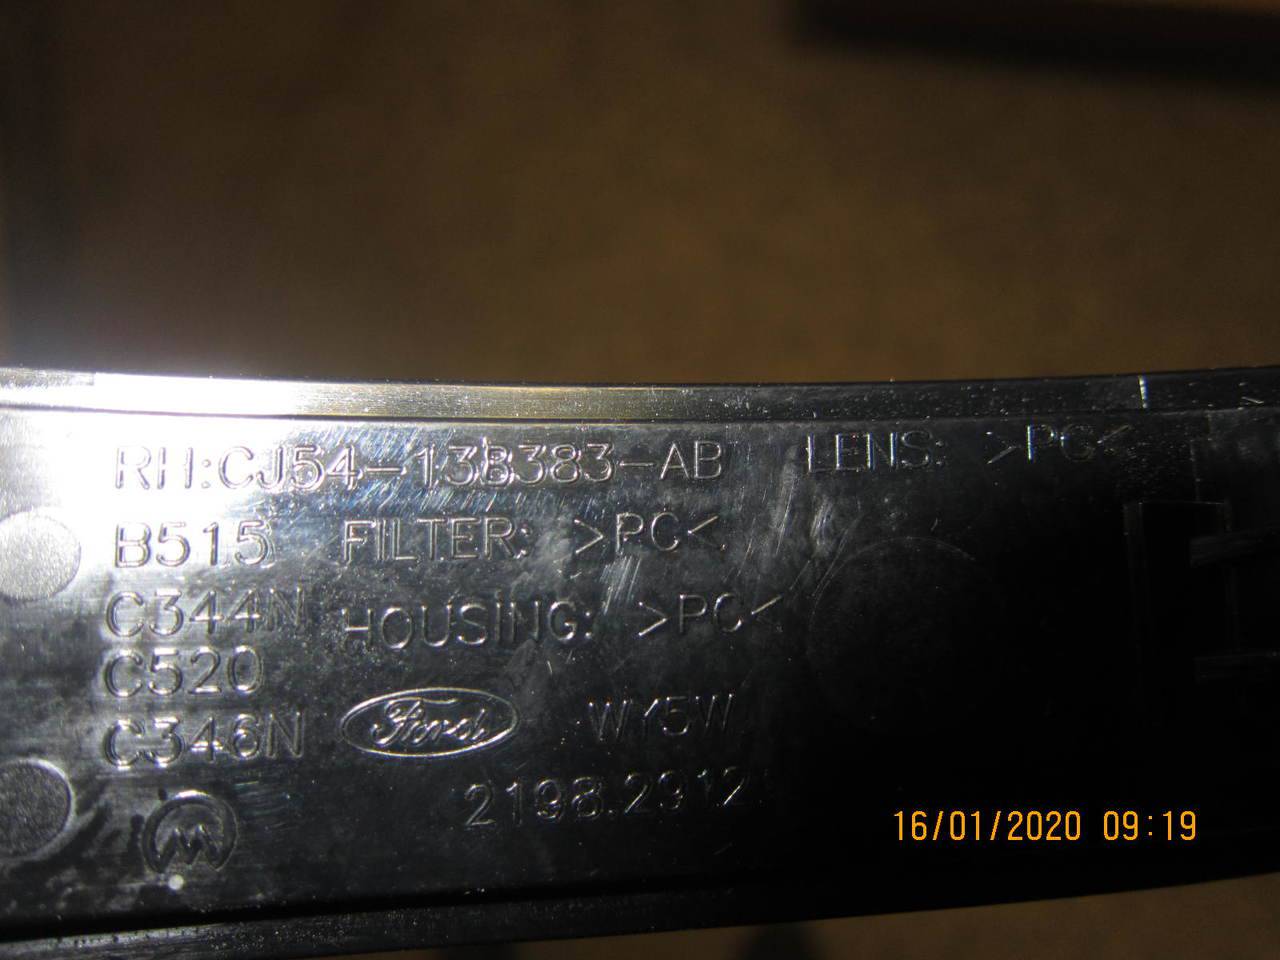 RH:CJ54-13B383-AB LENS: >PC<
B515 FILTER: >PC<
C344N HOUSING: >PC<
C520
C346N Ford WY5W
2198.2912
16/01/2020 09:19